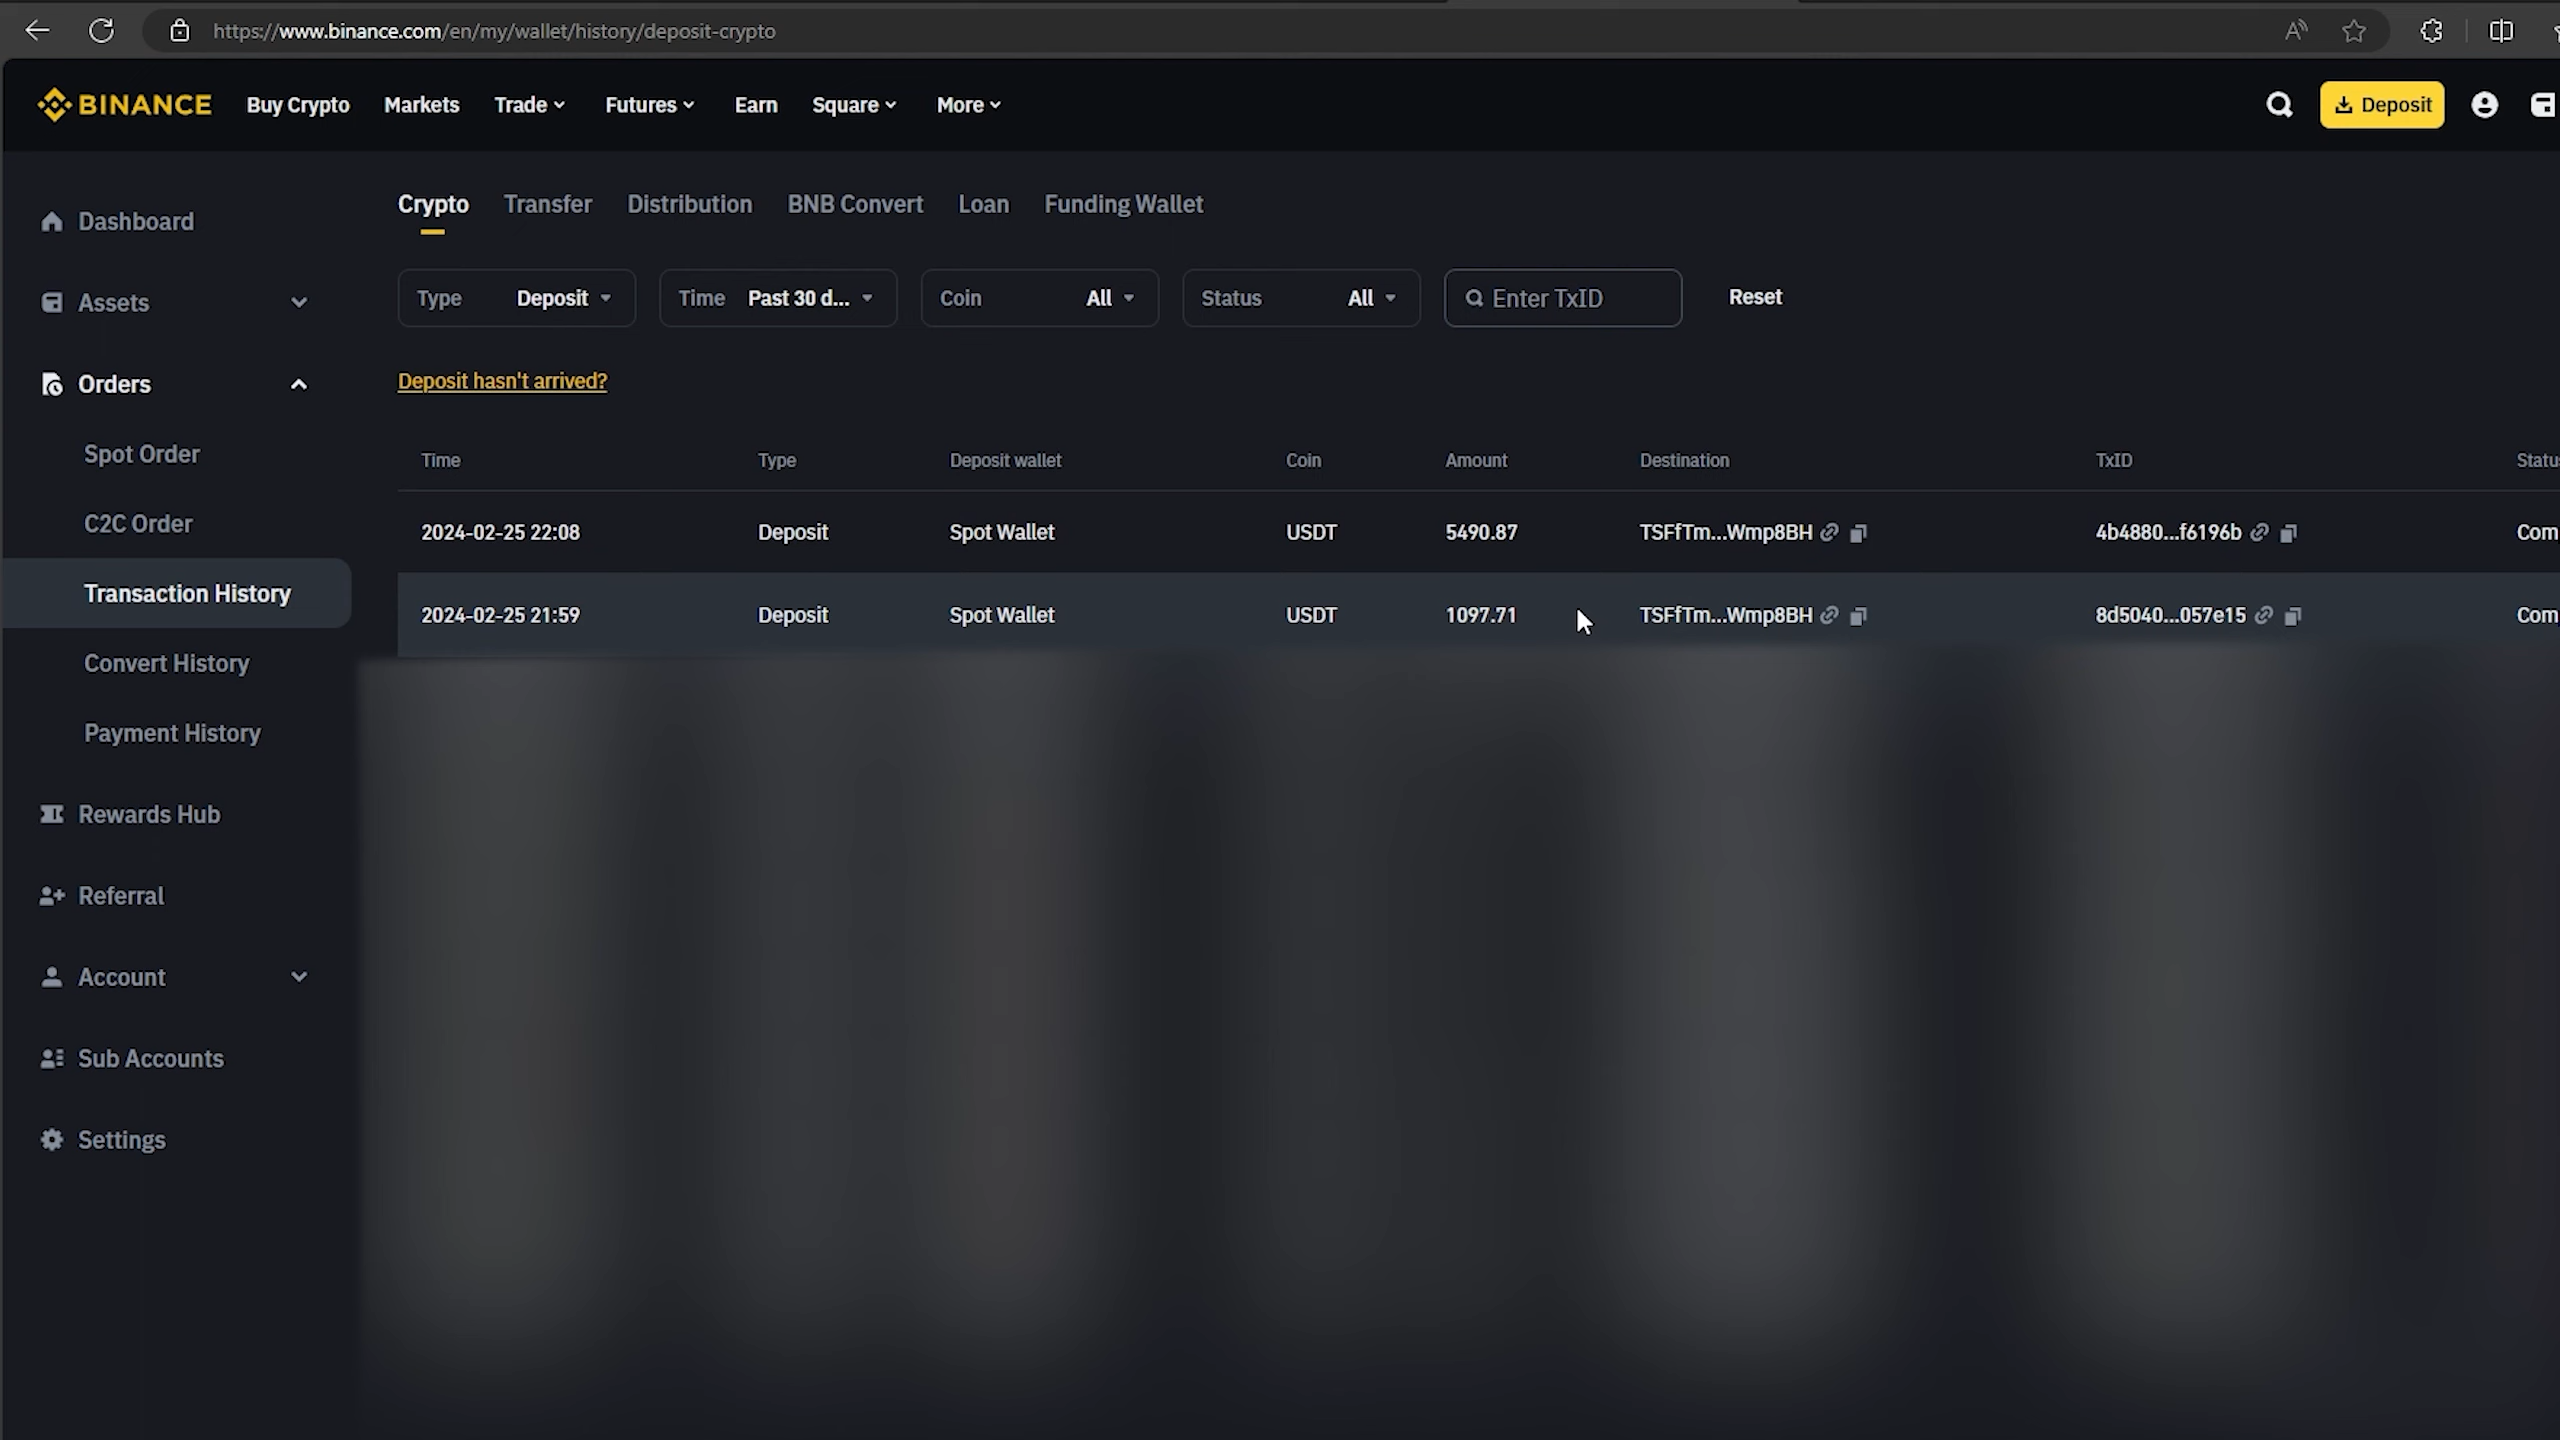 https://www.binance.com/en/my/wallet/history/deposit-crypto
BINANCE Buy Crypto Markets Trade Futures Earn Square More Deposit
Crypto Transfer Distribution BNB Convert Loan Funding Wallet
Dashboard
Type Deposit Time Past 30 d... Coin All Status All Enter TxID Reset
Assets
Deposit hasn't arrived?
Orders
Spot Order
Time Type Deposit wallet Coin Amount Destination TxID
C2C Order
2024-02-25 22:08 Deposit Spot Wallet USDT 5490.87 TSFfTm...Wmp8BH 4b4880...f6196b Com
Transaction History
2024-02-25 21:59 Deposit Spot Wallet USDT 1097.71 TSFfTm...Wmp8BH 8d5040...057e15 Com
Convert History
Payment History
Rewards Hub
Referral
Account
Sub Accounts
Settings